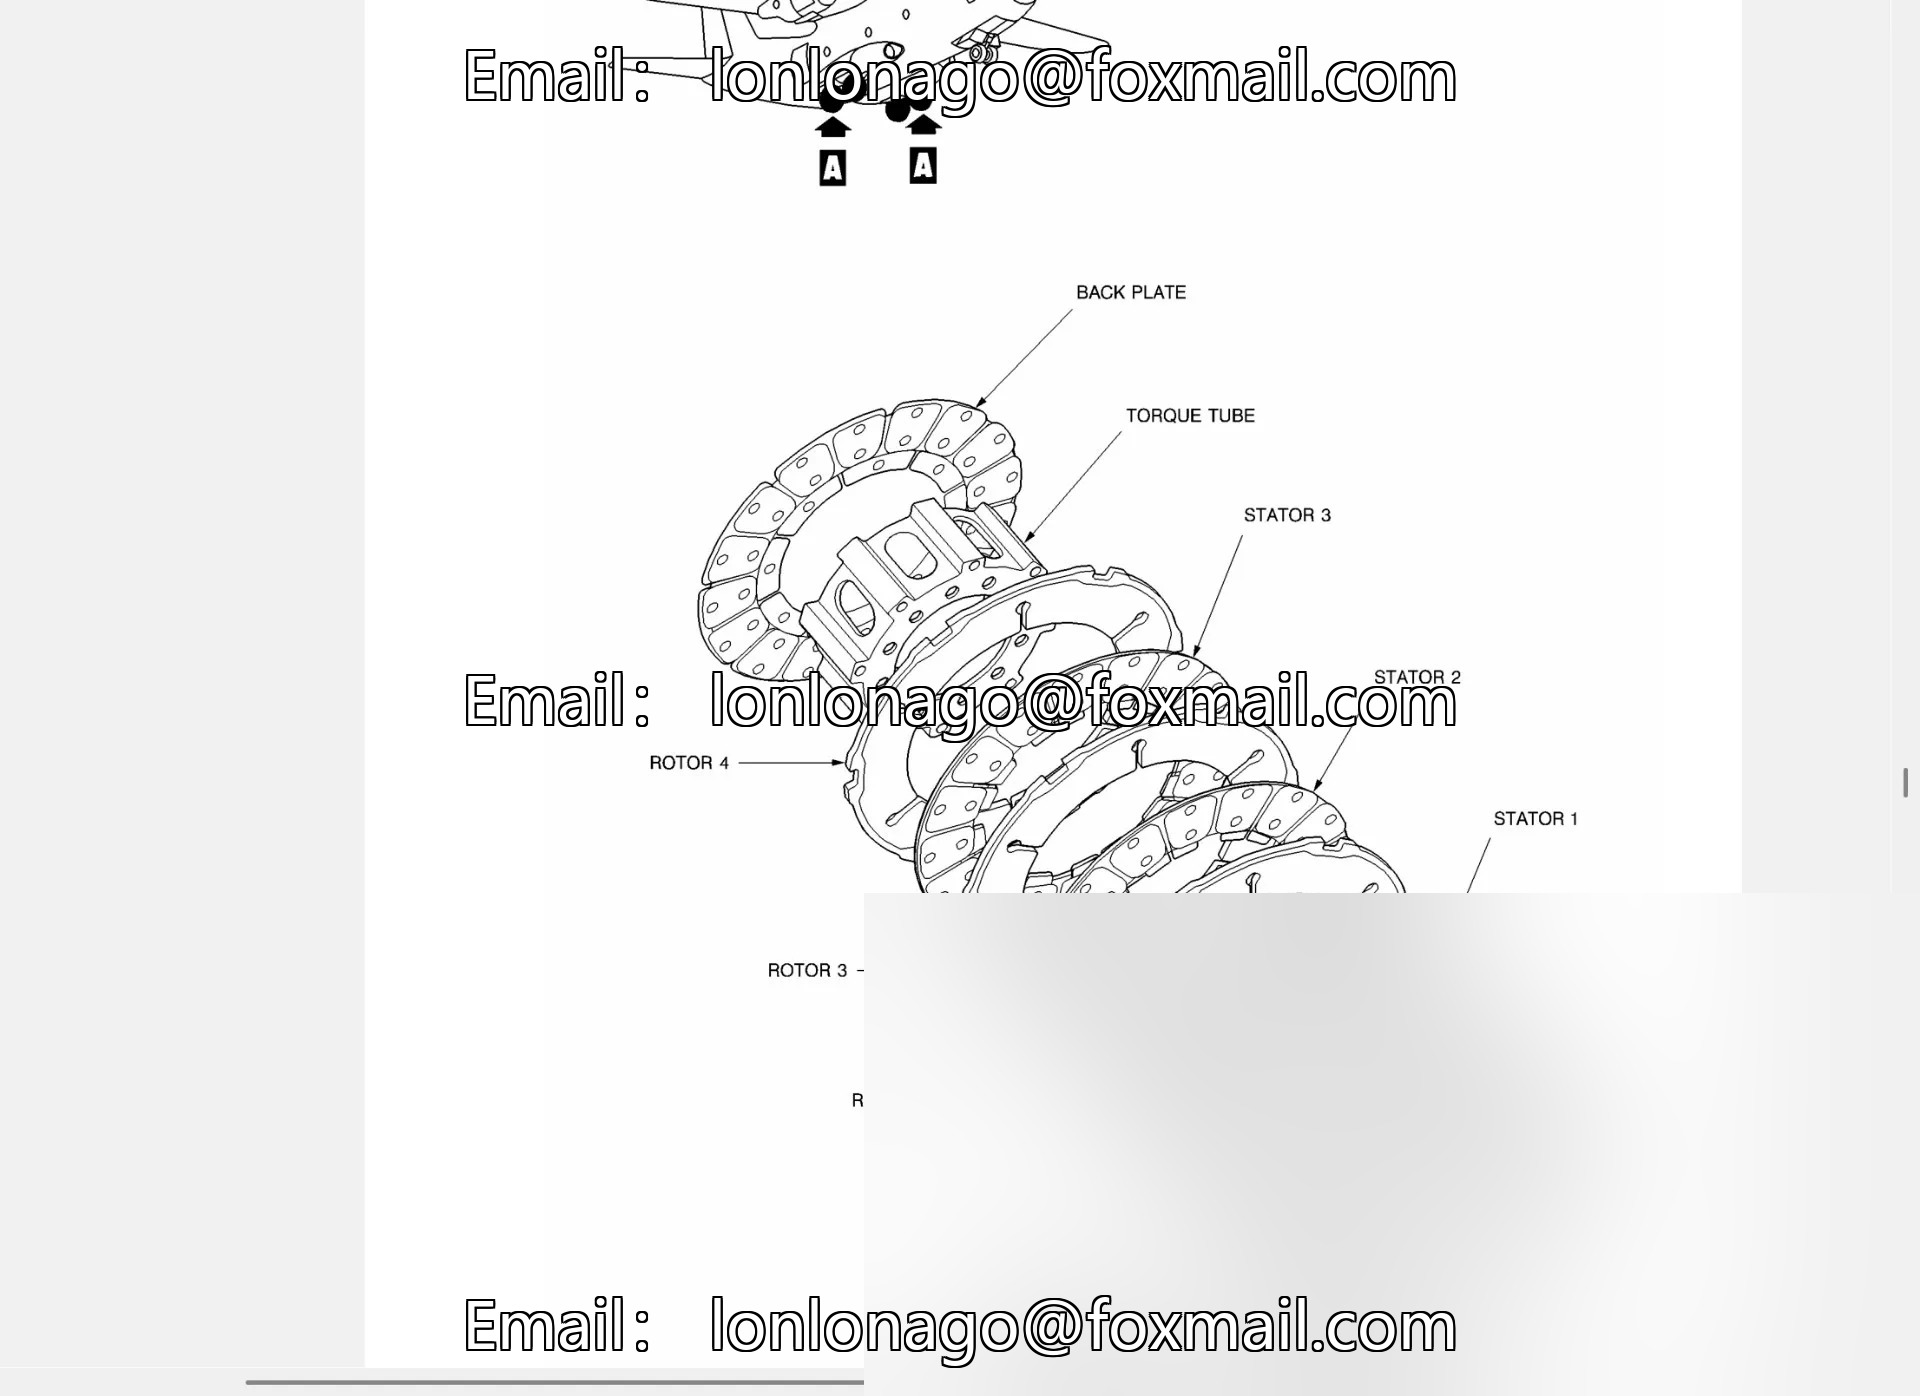 Email： lonlonago@foxmail.com
A A
BACK PLATE
TORQUE TUBE
STATOR 3
STATOR 2
Email： lonlonago@foxmail.com
ROTOR 4
STATOR 1
ROTOR 3
R
Email： lonlonago@foxmail.com